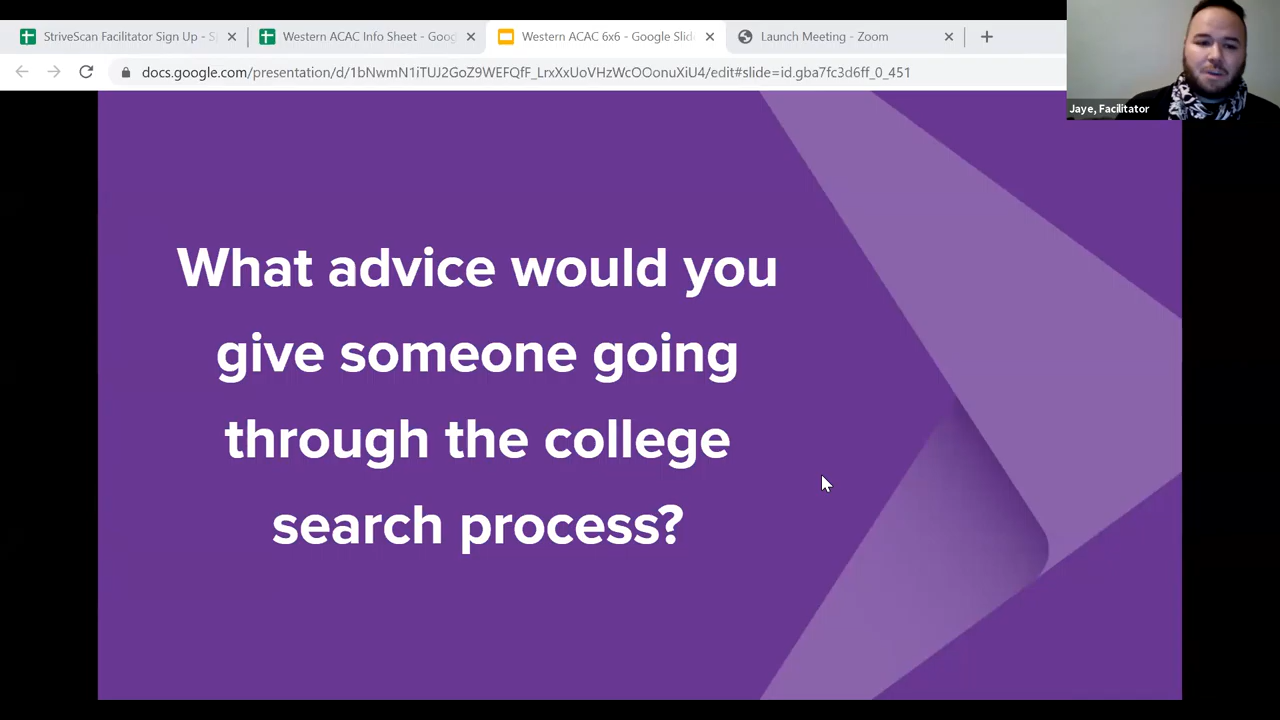 StriveScan Facilitator Sign Up - S
Western ACAC Info Sheet - Goog
Western ACAC 6x6 - Google Slid
Launch Meeting - Zoom
docs.google.com/presentation/d/1bNwmN1iTUJ2GoZ9WEFQfF_LrxXxUoVHzWcOOonuXiU4/edit#slide=id.gba7fc3d6ff_0_451
Jaye, Facilitator
What advice would you
give someone going
through the college
search process?